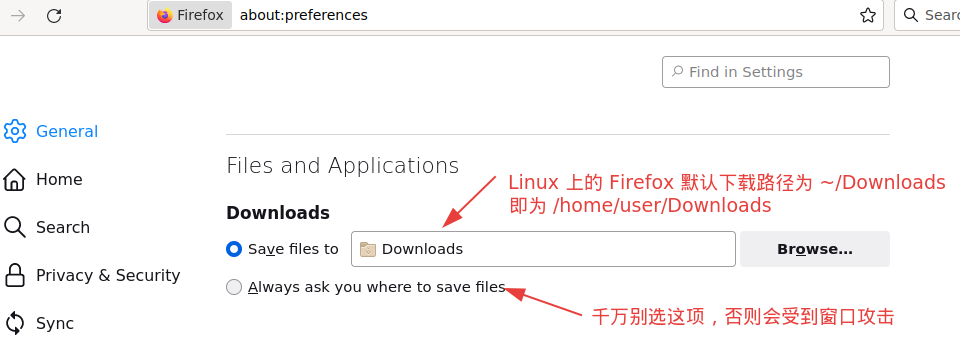 Firefox about:preferences Searc
Find in Settings
General
Home
Search
Privacy & Security
Sync
Files and Applications
Linux 上的 Firefox 默认下载路径为 ~/Downloads
即为 /home/user/Downloads
Downloads
Save files to Downloads Browse...
Always ask you where to save files
千万别选这项，否则会受到窗口攻击